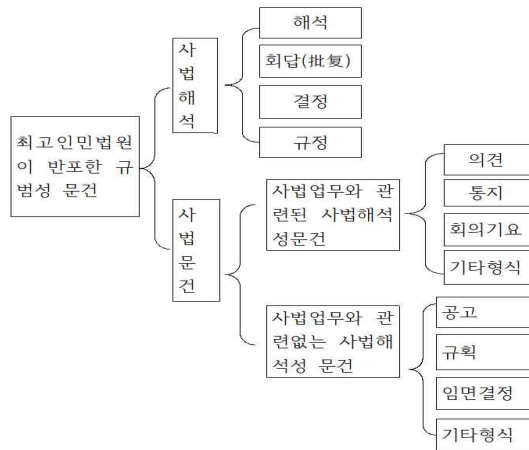 최고인민법원
이 반포한 규
범성 문건
사
법
해
석
해석
회답(批复)
결정
규정
사
법
문
건
사법업무와 관
련된 사법해석
성문건
의견
통지
회의기요
기타형식
사법업무와 관
련없는 사법해
석성 문건
공고
규획
임면결정
기타형식